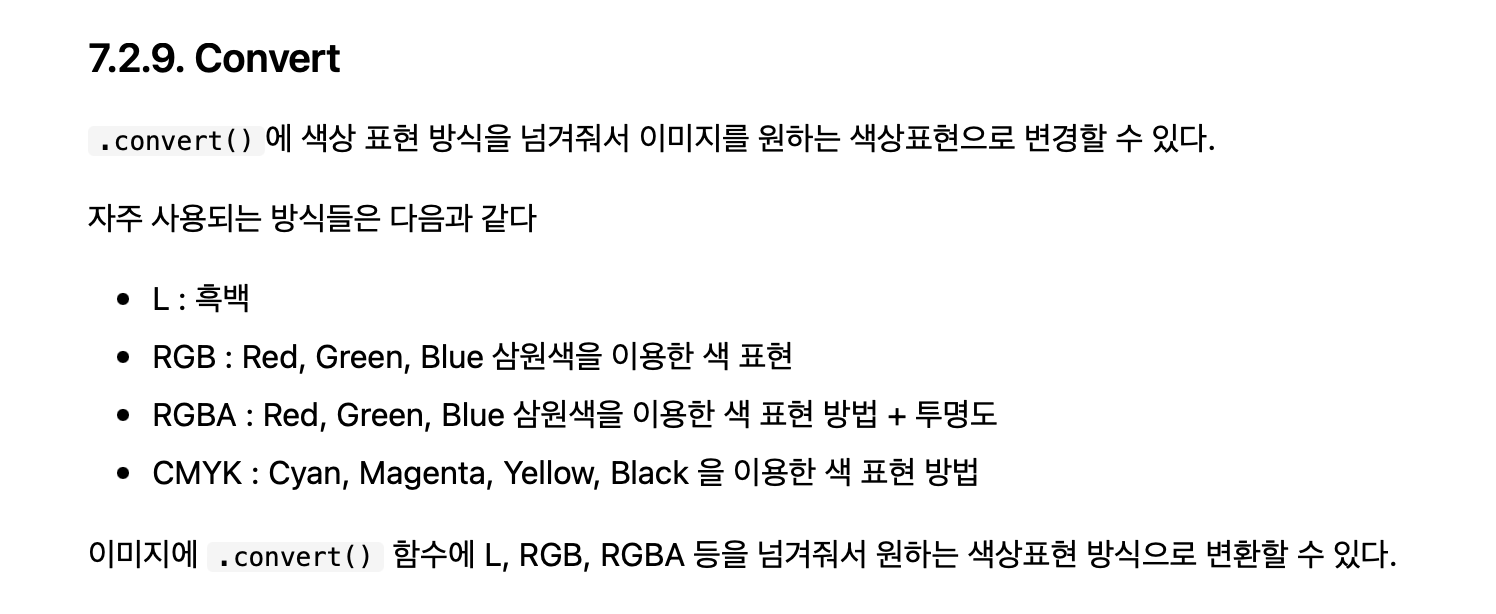 7.2.9. Convert
.convert() 에 색상 표현 방식을 넘겨줘서 이미지를 원하는 색상표현으로 변경할 수 있다.
자주 사용되는 방식들은 다음과 같다
• L : 흑백
• RGB : Red, Green, Blue 삼원색을 이용한 색 표현
• RGBA : Red, Green, Blue 삼원색을 이용한 색 표현 방법 + 투명도
• CMYK : Cyan, Magenta, Yellow, Black 을 이용한 색 표현 방법
이미지에 .convert() 함수에 L, RGB, RGBA 등을 넘겨줘서 원하는 색상표현 방식으로 변환할 수 있다.